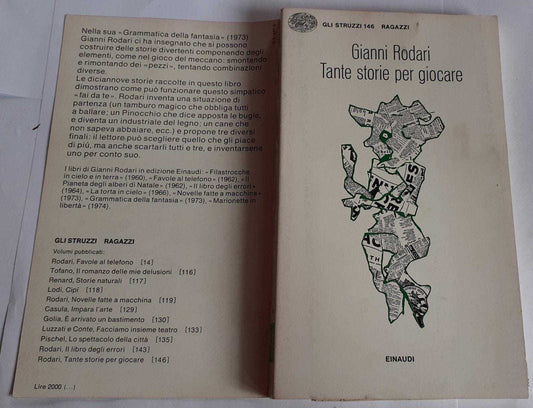 Nella sua «Grammatica della fantasia» (1973)
Gianni Rodari ci ha insegnato che si possono
costruire delle storie divertenti componendo degli
elementi, come nel gioco del meccano: smontando
e rimontando dei «pezzi», tentando combinazioni
diverse.
Le diciannove storie raccolte in questo libro
dimostrano come può funzionare questo simpatico
«fai da te». Rodari inventa una situazione di
partenza (un tamburo magico che obbliga tutti
a ballare; un Pinocchio che dice apposta le bugie,
e diventa un industriale del legno; un cane che
non sapeva abbaiare, ecc.) e propone tre diversi
finali: il lettore può scegliere quello che gli piace
di più, ma anche scartarli tutti e tre, e inventarsene
uno per conto suo.
I libri di Gianni Rodari in edizione Einaudi: «Filastrocche
in cielo e in terra» (1960), «Favole al telefono» (1962), «Il
Pianeta degli alberi di Natale» (1962), «Il libro degli errori»
(1964), «La torta in cielo» (1966), «Novelle fatte a macchina»
(1973), «Grammatica della fantasia» (1973), «Marionette in
libertà» (1974).
GLI STRUZZI RAGAZZI
Volumi pubblicati:
Rodari, Favole al telefono [14]
Tofano, Il romanzo delle mie delusioni [116]
Renard, Storie naturali [117]
Lodi, Cipí [118]
Rodari, Novelle fatte a macchina [119]
Casula, Impara l'arte [129]
Golia, È arrivato un bastimento [130]
Luzzati e Conte, Facciamo insieme teatro [133]
Pischel, Lo spettacolo della città [135]
Rodari, Il libro degli errori [143]
Rodari, Tante storie per giocare [146]
Lire 2000 (...)
GLI STRUZZI 146 RAGAZZI
Gianni Rodari
Tante storie per giocare
EINAUDI